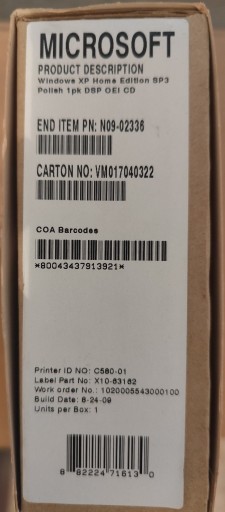 MICROSOFT
PRODUCT DESCRIPTION
Windows XP Home Edition SP3
Polish 1pk DSP OEI CD
END ITEM PN: N09-02336
CARTON NO: VM017040322
COA Barcodes
*80043437913921*
Printer ID NO: C560-01
Label Part No: X10-63162
Work order No.: 1020005543000100
Build Date: 8-24-09
Units per Box: 1
8 82224 71613 0